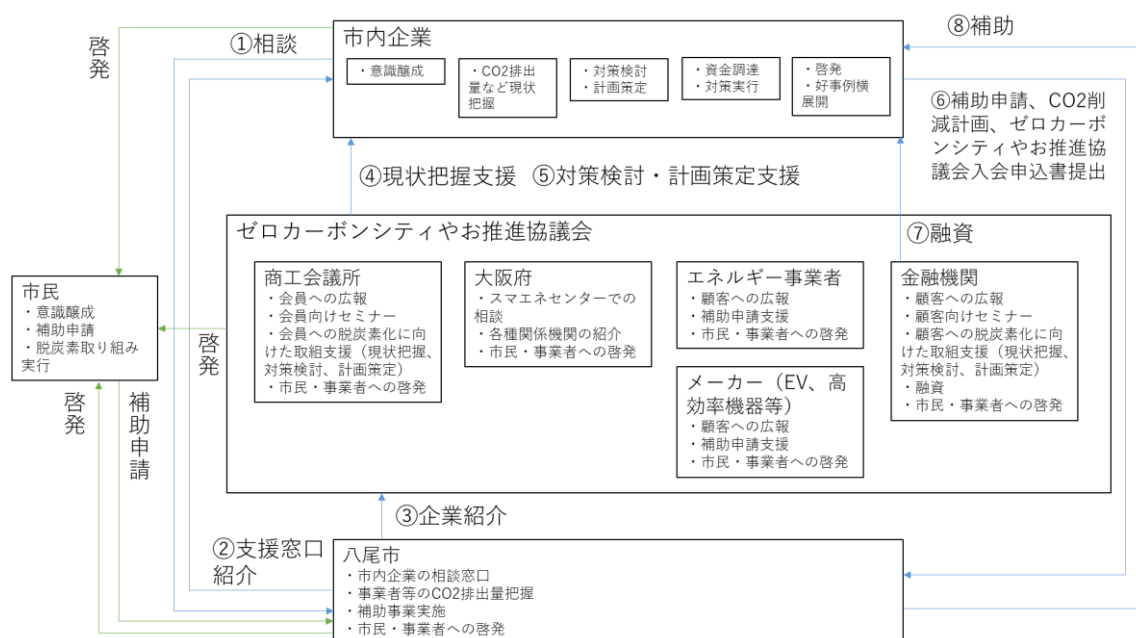 啓発
①相談
市内企業
・意識醸成
・CO2排出
量など現状
把握
・対策検討
・計画策定
・資金調達
・対策実行
・啓発
・好事例横
展開
⑧補助
⑥補助申請、CO2削
減計画、ゼロカーボ
ンシティやお推進協
議会入会申込書提出
④現状把握支援
⑤対策検討・計画策定支援
⑦融資
ゼロカーボンシティやお推進協議会
商工会議所
・会員への広報
・会員向けセミナー
・会員への脱炭素化に向
けた取組支援（現状把握、
対策検討、計画策定）
・市民・事業者への啓発
大阪府
・スマエネセンターでの
相談
・各種関係機関の紹介
・市民・事業者への啓発
エネルギー事業者
・顧客への広報
・補助申請支援
・市民・事業者への啓発
メーカー（EV、高
効率機器等）
・顧客への広報
・補助申請支援
・市民・事業者への啓発
金融機関
・顧客への広報
・顧客向けセミナー
・顧客への脱炭素化に向
けた取組支援（現状把握、
対策検討、計画策定）
・融資
・市民・事業者への啓発
市民
・意識醸成
・補助申請
・脱炭素取り組み
実行
啓発
啓発
補助申請
③企業紹介
②支援窓口
紹介
八尾市
・市内企業の相談窓口
・事業者等のCO2排出量把握
・補助事業実施
・市民・事業者への啓発